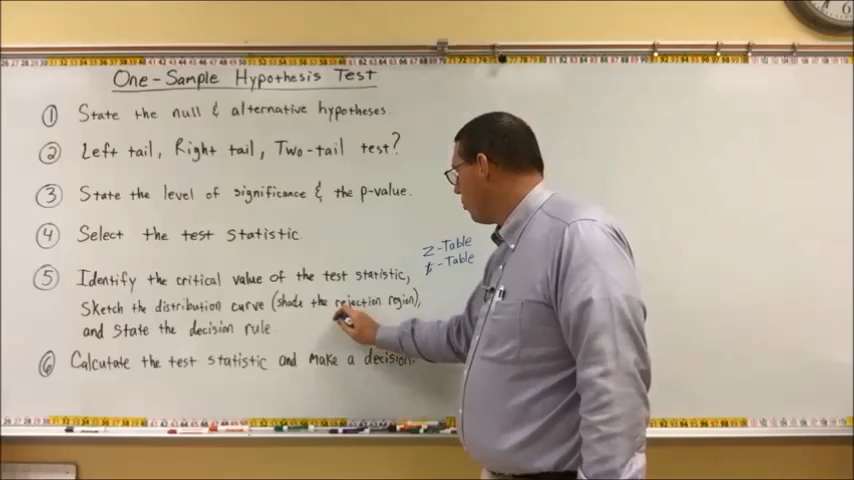 One-Sample Hypothesis Test
1 State the null & alternative hypotheses.
2 Left tail, Right tail, Two-tail test?
3 State the level of significance & the p-value.
4 Select the test statistic.
z-Table
t-Table
5 Identify the critical value of the test statistic,
Sketch the distribution curve (shade the rejection region),
and state the decision rule.
6 Calculate the test statistic and make a decision.